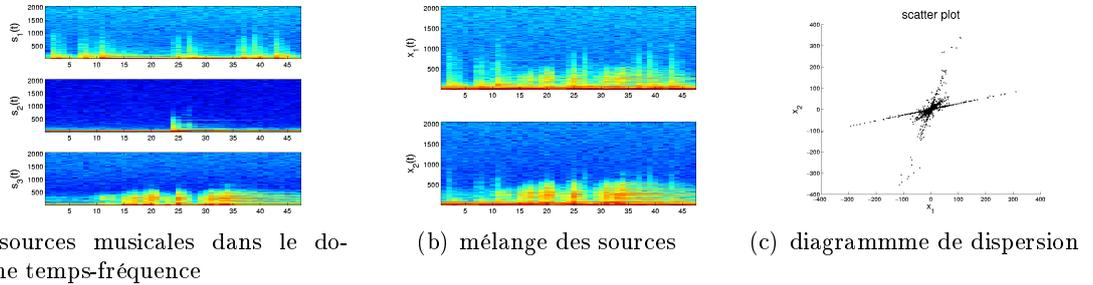 s₁(t)
2000
1500
1000
500
5 10 15 20 25 30 35 40 45
s₂(t)
2000
1500
1000
500
5 10 15 20 25 30 35 40 45
s₃(t)
2000
1500
1000
500
5 10 15 20 25 30 35 40 45
sources musicales dans le do-
ne temps-fréquence
x₁(t)
2000
1500
1000
500
5 10 15 20 25 30 35 40 45
x₂(t)
2000
1500
1000
500
5 10 15 20 25 30 35 40 45
(b) mélange des sources
scatter plot
x₂
400
300
200
100
0
−100
−200
−300
−400
−400 −300 −200 −100 0 100 200 300 400
x₁
(c) diagrammme de dispersion